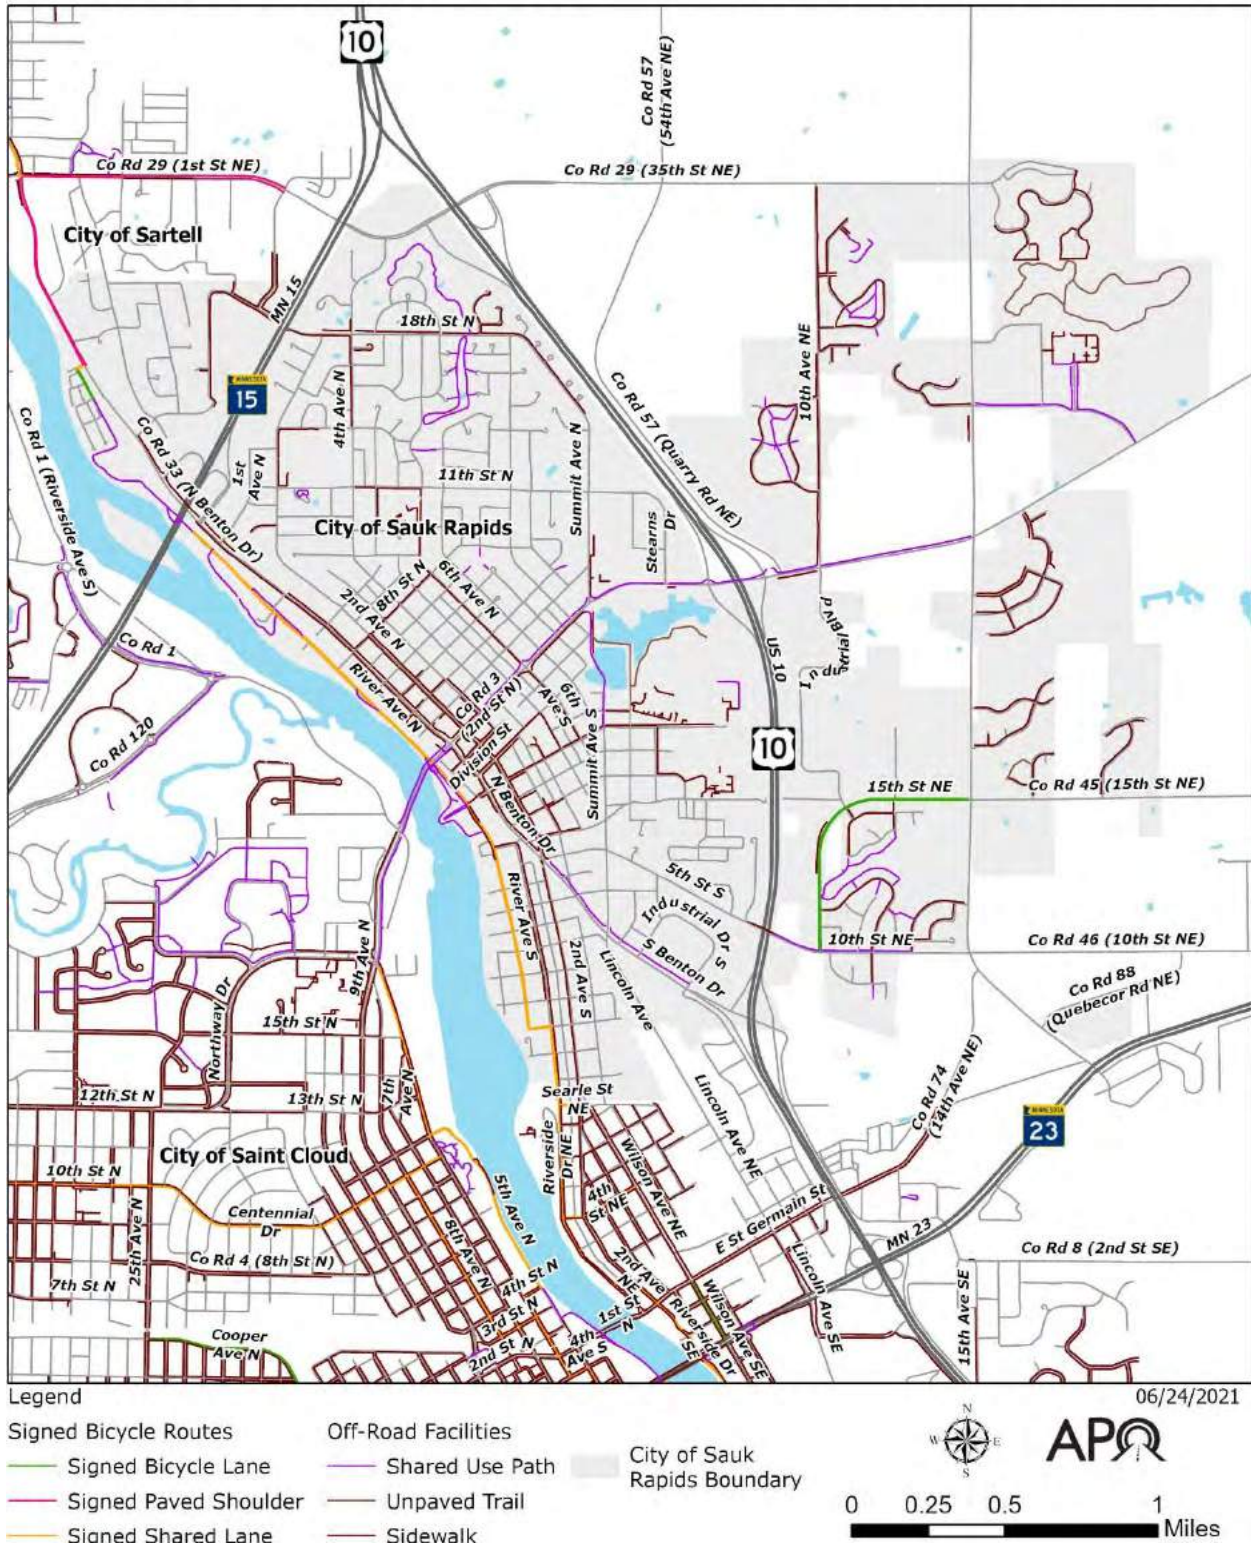 10
Co Rd 57
(54th Ave NE)
Co Rd 29 (1st St NE)
Co Rd 29 (35th St NE)
City of Sartell
MN 15
18th St N
10th Ave NE
MINNESOTA
15
4th Ave N
Co Rd 57 (Quarry Rd NE)
Co Rd 1 (Riverside Ave S)
Co Rd 33 (N Benton Dr)
1st
Ave N
11th St N
Summit Ave N
City of Sauk Rapids
Stearns
Dr
8th St N
6th Ave N
2nd Ave N
Industrial Blvd
Co Rd 1
US 10
River Ave N
Co Rd 3
(2nd St N)
6th
Ave S
Co Rd 120
Division St
Summit Ave S
10
N Benton Dr
15th St NE
Co Rd 45 (15th St NE)
5th St S
River Ave S
Industrial Dr S
9th Ave N
2nd Ave S
10th St NE
Co Rd 46 (10th St NE)
S Benton Dr
Lincoln Ave
Co Rd 88
(Quebecor Rd NE)
Northway Dr
15th St N
12th St N
13th St N
7th
Ave N
Searle St
NE
Lincoln Ave NE
Co Rd 74
(14th Ave NE)
MINNESOTA
23
City of Saint Cloud
10th St N
Riverside
Dr NE
Wilson Ave NE
5th Ave N
4th
St NE
25th Ave N
Centennial
Dr
8th Ave N
E St Germain St
MN 23
Co Rd 4 (8th St N)
Co Rd 8 (2nd St SE)
7th St N
4th St N
2nd Ave
NE
Lincoln Ave SE
3rd St N
1st St
N
Riverside Dr
SE
Wilson Ave SE
15th Ave SE
Cooper
Ave N
2nd St N
4th
Ave S
Legend
06/24/2021
Signed Bicycle Routes
Off-Road Facilities
N
W E
S
APO
Signed Bicycle Lane
Shared Use Path
City of Sauk
Rapids Boundary
Signed Paved Shoulder
Unpaved Trail
0 0.25 0.5 1
Miles
Signed Shared Lane
Sidewalk